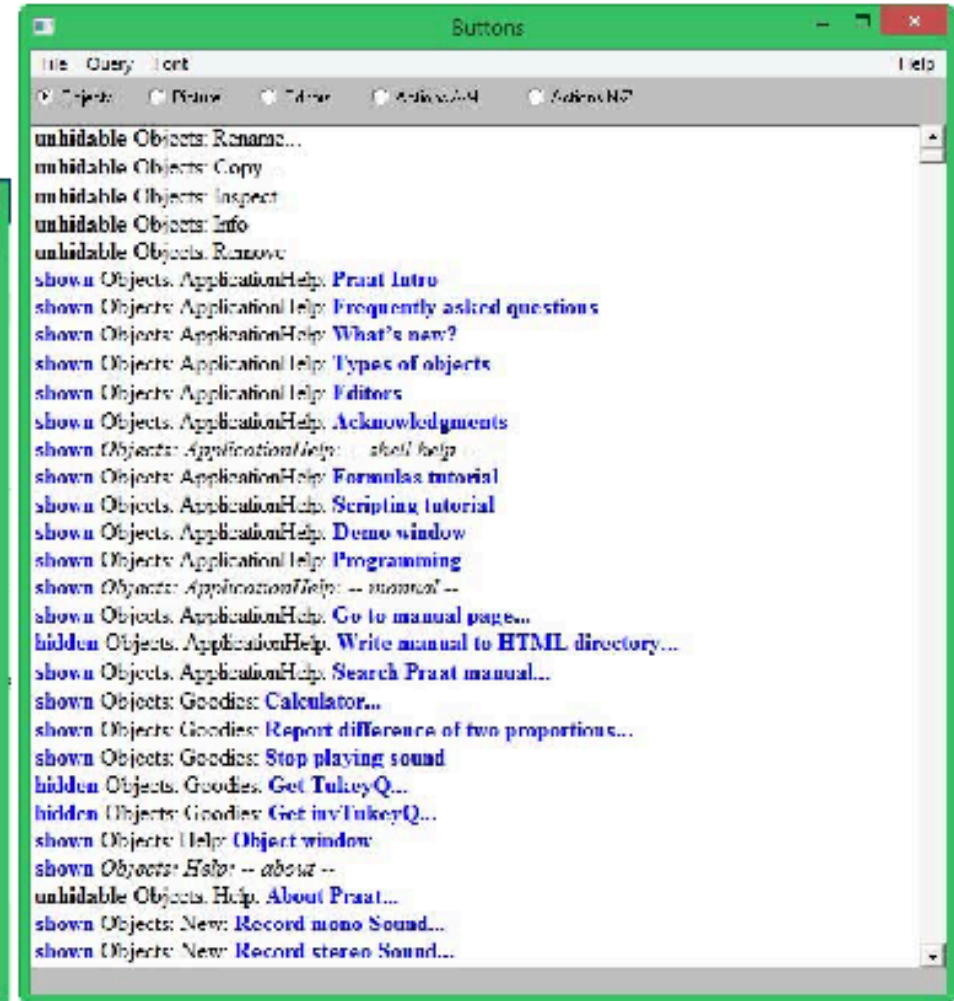 Buttons
File Query Font Help
Objects Picture Editors Actions A-M Actions N-Z
unhidable Objects: Rename...
unhidable Objects: Copy...
unhidable Objects: Inspect
unhidable Objects: Info
unhidable Objects: Remove
shown Objects: ApplicationHelp: Praat Intro
shown Objects: ApplicationHelp: Frequently asked questions
shown Objects: ApplicationHelp: What's new?
shown Objects: ApplicationHelp: Types of objects
shown Objects: ApplicationHelp: Editors
shown Objects: ApplicationHelp: Acknowledgments
shown Objects: ApplicationHelp: -- shell help --
shown Objects: ApplicationHelp: Formulas tutorial
shown Objects: ApplicationHelp: Scripting tutorial
shown Objects: ApplicationHelp: Demo window
shown Objects: ApplicationHelp: Programming
shown Objects: ApplicationHelp: -- manual --
shown Objects: ApplicationHelp: Go to manual page...
hidden Objects: ApplicationHelp: Write manual to HTML directory...
shown Objects: ApplicationHelp: Search Praat manual...
shown Objects: Goodies: Calculator...
shown Objects: Goodies: Report difference of two proportions...
shown Objects: Goodies: Stop playing sound
hidden Objects: Goodies: Get TukeyQ...
hidden Objects: Goodies: Get invTukeyQ...
shown Objects: Help: Object window
shown Objects: Help: -- about --
unhidable Objects: Help: About Praat...
shown Objects: New: Record mono Sound...
shown Objects: New: Record stereo Sound...